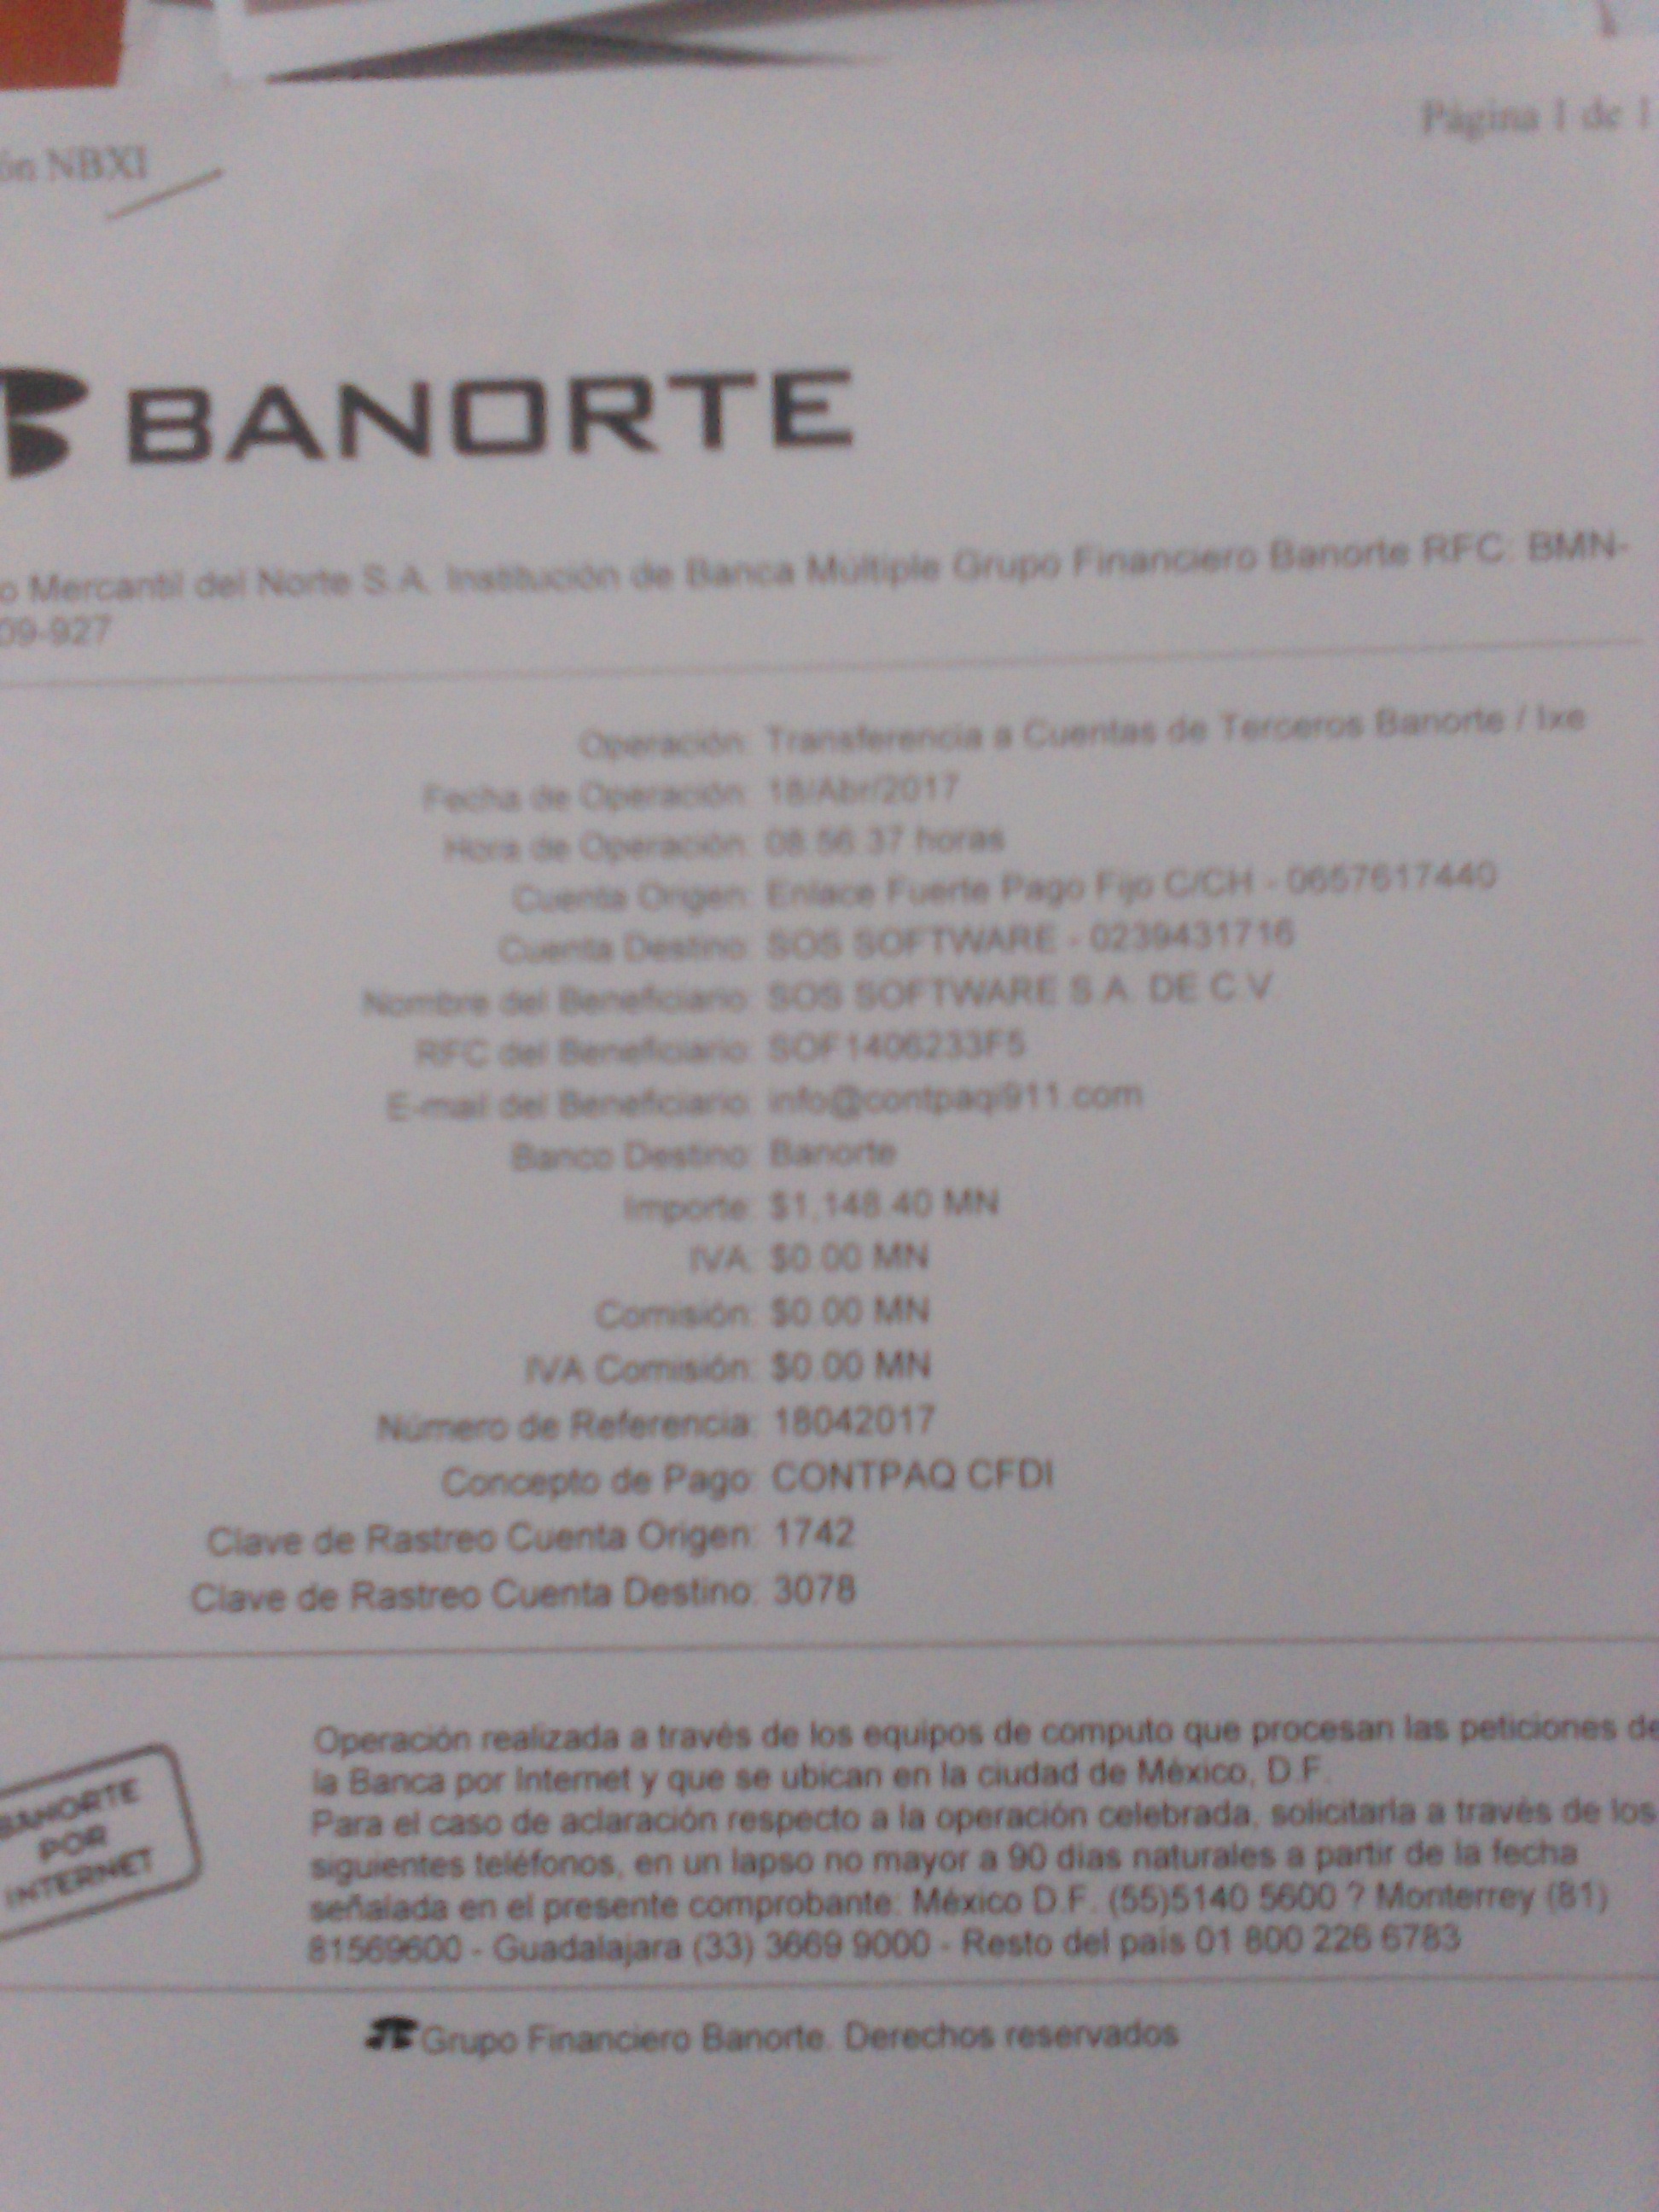 ón NBXI
Página 1 de 1
BANORTE
o Mercantil del Norte S.A. Institución de Banca Múltiple Grupo Financiero Banorte RFC: BMN-
09-927
Operación: Transferencia a Cuentas de Terceros Banorte / Ixe
Fecha de Operación: 18/Abr/2017
Hora de Operación: 08:56:37 horas
Cuenta Origen: Enlace Fuerte Pago Fijo C/CH - 0657617440
Cuenta Destino: SOS SOFTWARE - 0239431716
Nombre del Beneficiario: SOS SOFTWARE S.A. DE C.V.
RFC del Beneficiario: SOF1406233F5
E-mail del Beneficiario: info@contpaqi911.com
Banco Destino: Banorte
Importe: $1,148.40 MN
IVA: $0.00 MN
Comisión: $0.00 MN
IVA Comisión: $0.00 MN
Número de Referencia: 18042017
Concepto de Pago: CONTPAQ CFDI
Clave de Rastreo Cuenta Origen: 1742
Clave de Rastreo Cuenta Destino: 3078
BANORTE
POR
INTERNET
Operación realizada a través de los equipos de computo que procesan las peticiones de
la Banca por Internet y que se ubican en la ciudad de México, D.F.
Para el caso de aclaración respecto a la operación celebrada, solicitarla a través de los
siguientes teléfonos, en un lapso no mayor a 90 días naturales a partir de la fecha
señalada en el presente comprobante: México D.F. (55)5140 5600 ? Monterrey (81)
81569600 - Guadalajara (33) 3669 9000 - Resto del país 01 800 226 6783
Grupo Financiero Banorte. Derechos reservados